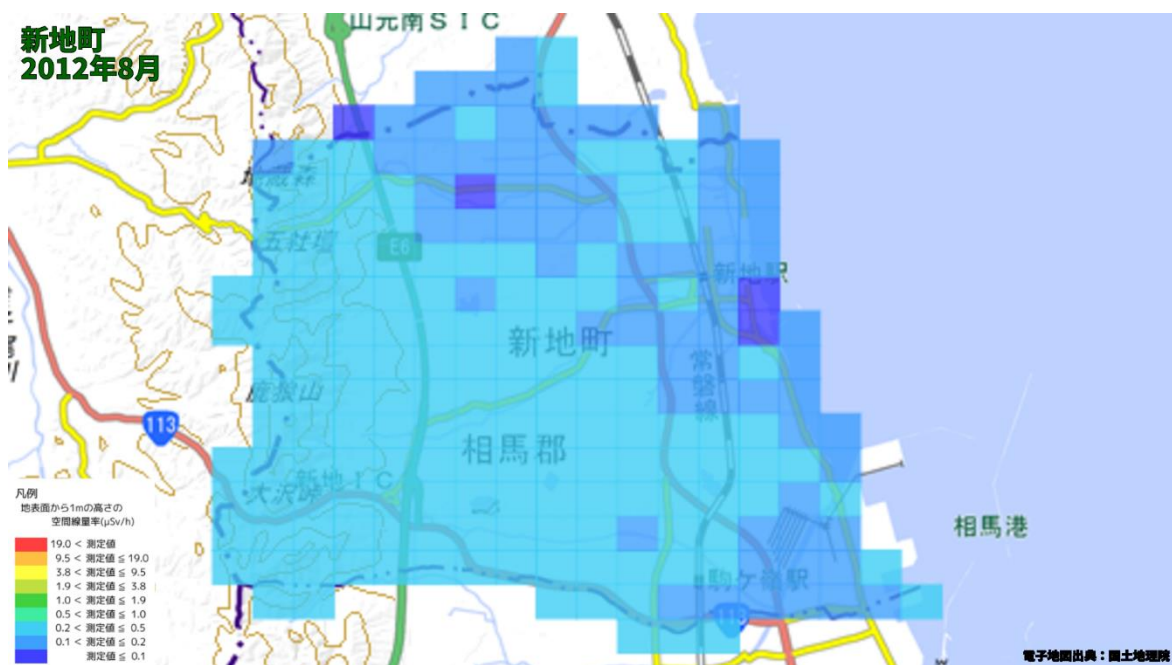 山元南SIC
新地町
2012年8月
五社壇
E6
新地駅
新地町
常磐線
鹿狼山
113
相馬郡
新地IC
大沢峠
相馬港
駒ケ嶺駅
凡例
地表面から1mの高さの
空間線量率(μSv/h)
19.0 < 測定値
9.5 < 測定値 ≤ 19.0
3.8 < 測定値 ≤ 9.5
1.9 < 測定値 ≤ 3.8
1.0 < 測定値 ≤ 1.9
0.5 < 測定値 ≤ 1.0
0.2 < 測定値 ≤ 0.5
0.1 < 測定値 ≤ 0.2
測定値 ≤ 0.1
電子地図出典：国土地理院